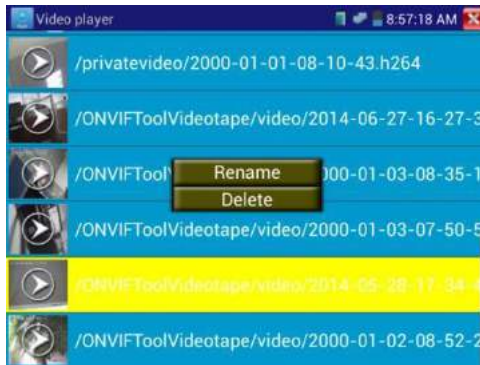 Video player 8:57:18 AM
/privatevideo/2000-01-01-08-10-43.h264
/ONVIFToolVideotape/video/2014-06-27-16-27-3
/ONVIFTool 000-01-03-08-35-1
Rename
Delete
/ONVIFToolVideotape/video/2000-01-03-07-50-5
/ONVIFToolVideotape/video/2014-05-28-17-34-4
/ONVIFToolVideotape/video/2000-01-02-08-52-2